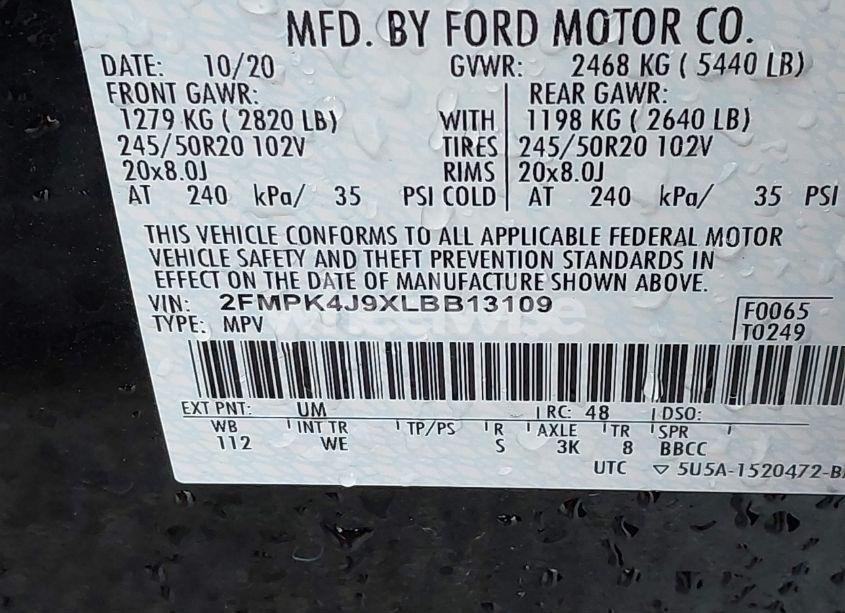 MFD. BY FORD MOTOR CO.
DATE: 10/20 GVWR: 2468 KG ( 5440 LB)
FRONT GAWR: REAR GAWR:
1279 KG ( 2820 LB) WITH 1198 KG ( 2640 LB)
245/50R20 102V TIRES 245/50R20 102V
20x8.0J RIMS 20x8.0J
AT 240 kPa/ 35 PSI COLD AT 240 kPa/ 35 PSI
THIS VEHICLE CONFORMS TO ALL APPLICABLE FEDERAL MOTOR
VEHICLE SAFETY AND THEFT PREVENTION STANDARDS IN
EFFECT ON THE DATE OF MANUFACTURE SHOWN ABOVE.
VIN: 2FMPK4J9XLBB13109 F0065
TYPE: MPV T0249
wheelwise
EXT PNT: UM RC: 48 DSO:
WB INT TR TP/PS R AXLE TR SPR
112 WE S 3K 8 BBCC
UTC ▽ 5U5A-1520472-B